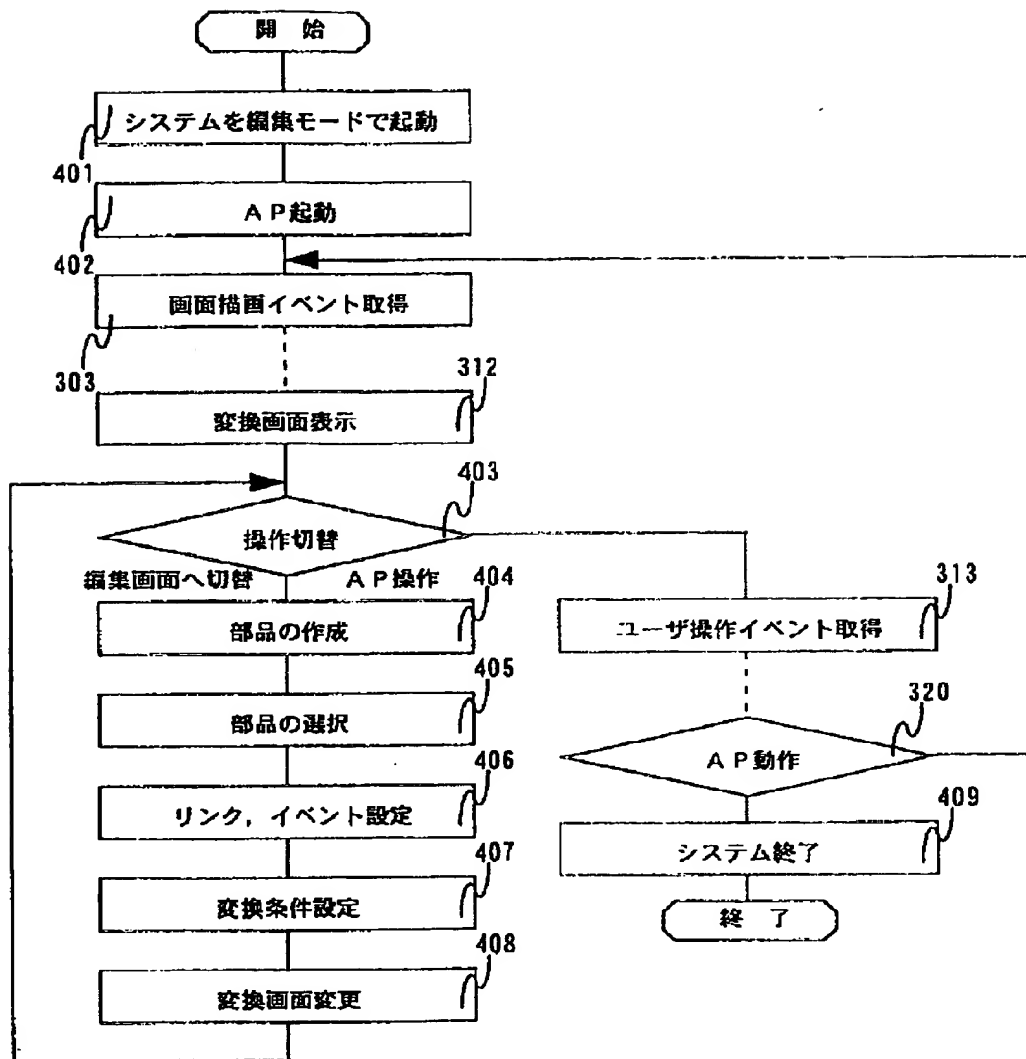 開 始
システムを編集モードで起動
401
AP起動
402
画面描画イベント取得
303
312
変換画面表示
403
操作切替
編集画面へ切替
AP操作
404
部品の作成
313
ユーザ操作イベント取得
405
部品の選択
320
AP動作
406
リンク，イベント設定
409
システム終了
407
変換条件設定
終 了
408
変換画面変更